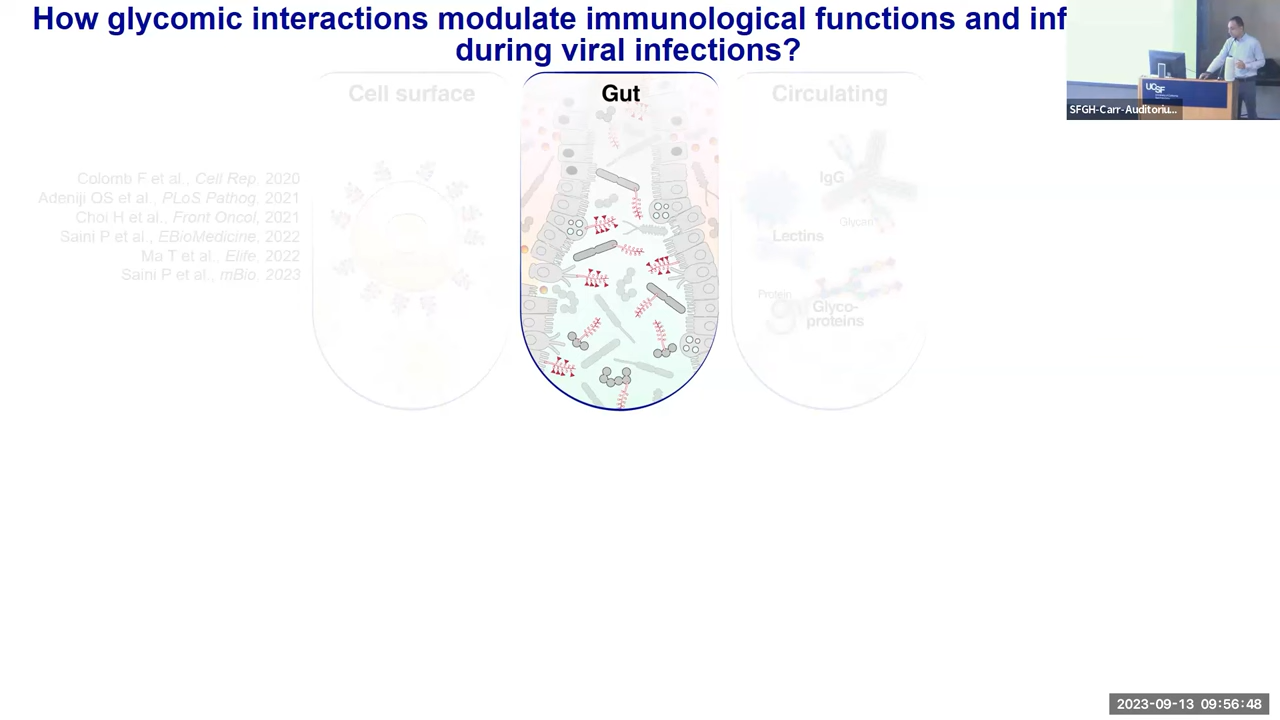 How glycomic interactions modulate immunological functions and inf
during viral infections?
Cell surface
Gut
Circulating
Colomb F et al., Cell Rep. 2020
Adeniji OS et al., PLoS Pathog. 2021
Choi H et al., Front Oncol, 2021
Saini P et al., EBioMedicine, 2022
Ma T et al., Elife. 2022
Saini P et al., mBio. 2023
IgG
Glycan
Lectins
Protein
Glyco-
proteins
UCSF
SFGH-Carr-Auditoriu...
2023-09-13 09:56:48